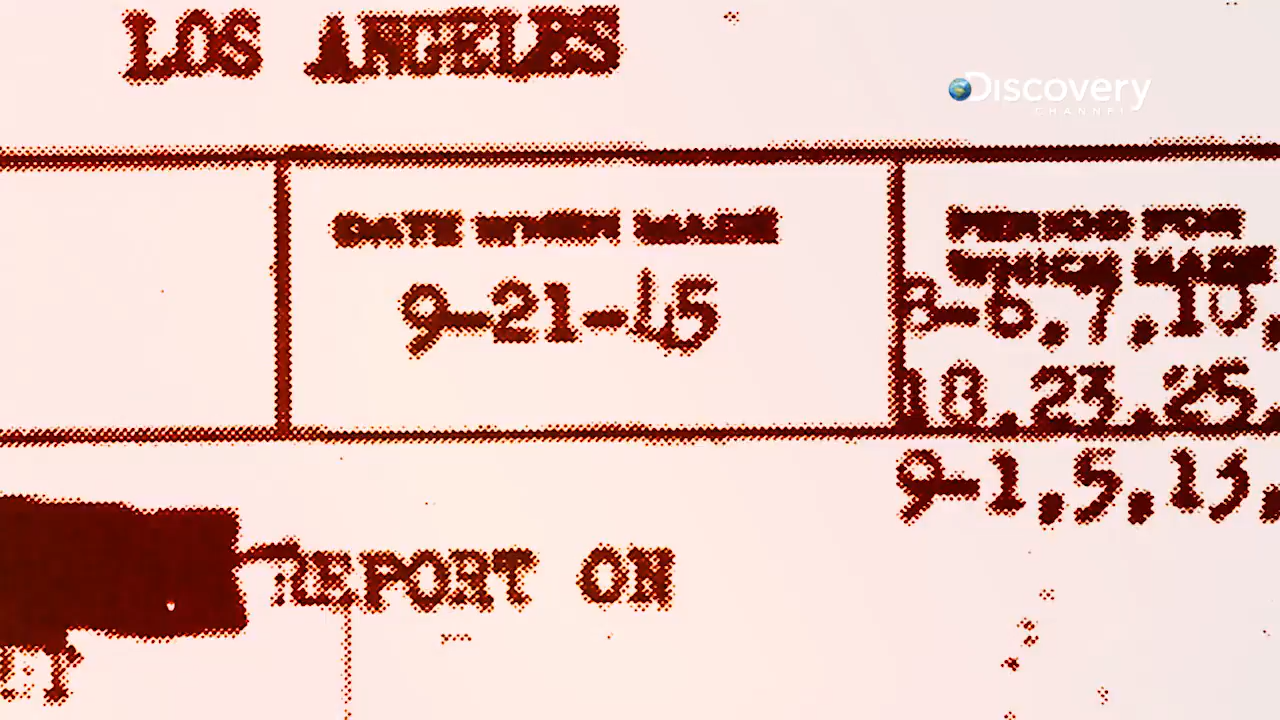 LOS ANGELES
Discovery
CHANNEL
DATE WHEN MADE
9-21-45
PERIOD FOR
WHICH MADE
8-6,7,10,
18,23,25,
9-1,5,15,
REPORT ON